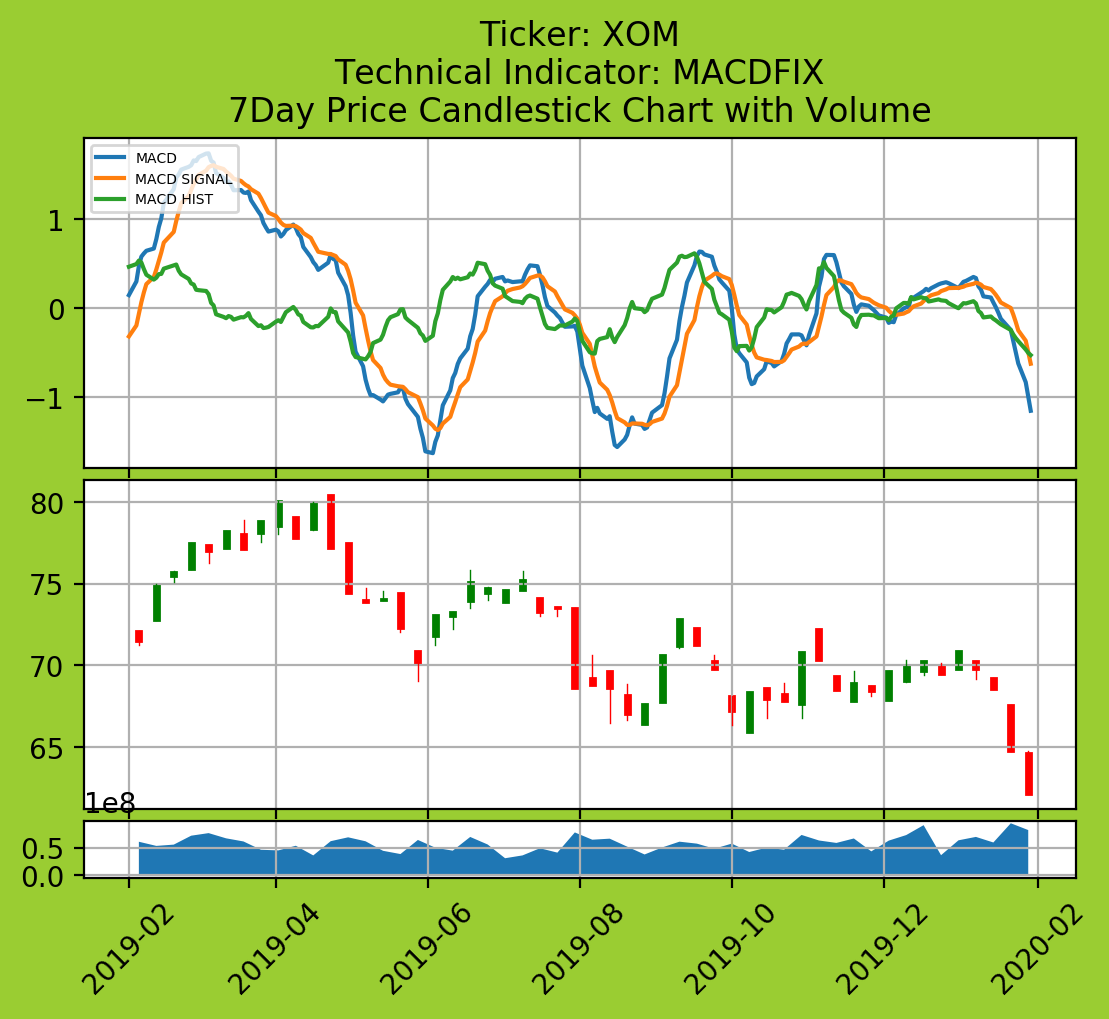 Ticker: XOM
Technical Indicator: MACDFIX
7Day Price Candlestick Chart with Volume
MACD
MACD SIGNAL
MACD HIST
1
0
−1
80
75
70
65
1e8
0.5
0.0
2019-02
2019-04
2019-06
2019-08
2019-10
2019-12
2020-02